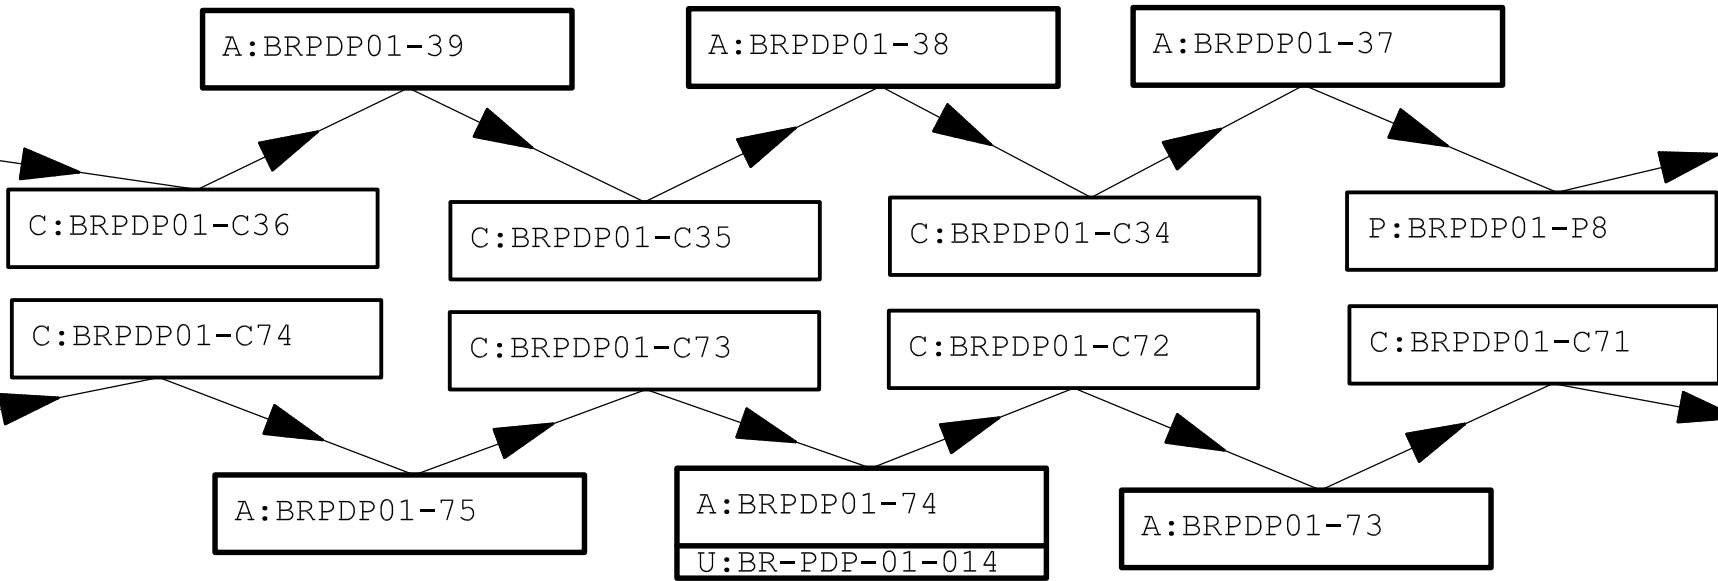 A:BRPDP01-39
A:BRPDP01-38
A:BRPDP01-37
C:BRPDP01-C36
C:BRPDP01-C35
C:BRPDP01-C34
P:BRPDP01-P8
C:BRPDP01-C74
C:BRPDP01-C73
C:BRPDP01-C72
C:BRPDP01-C71
A:BRPDP01-75
A:BRPDP01-74
U:BR-PDP-01-014
A:BRPDP01-73